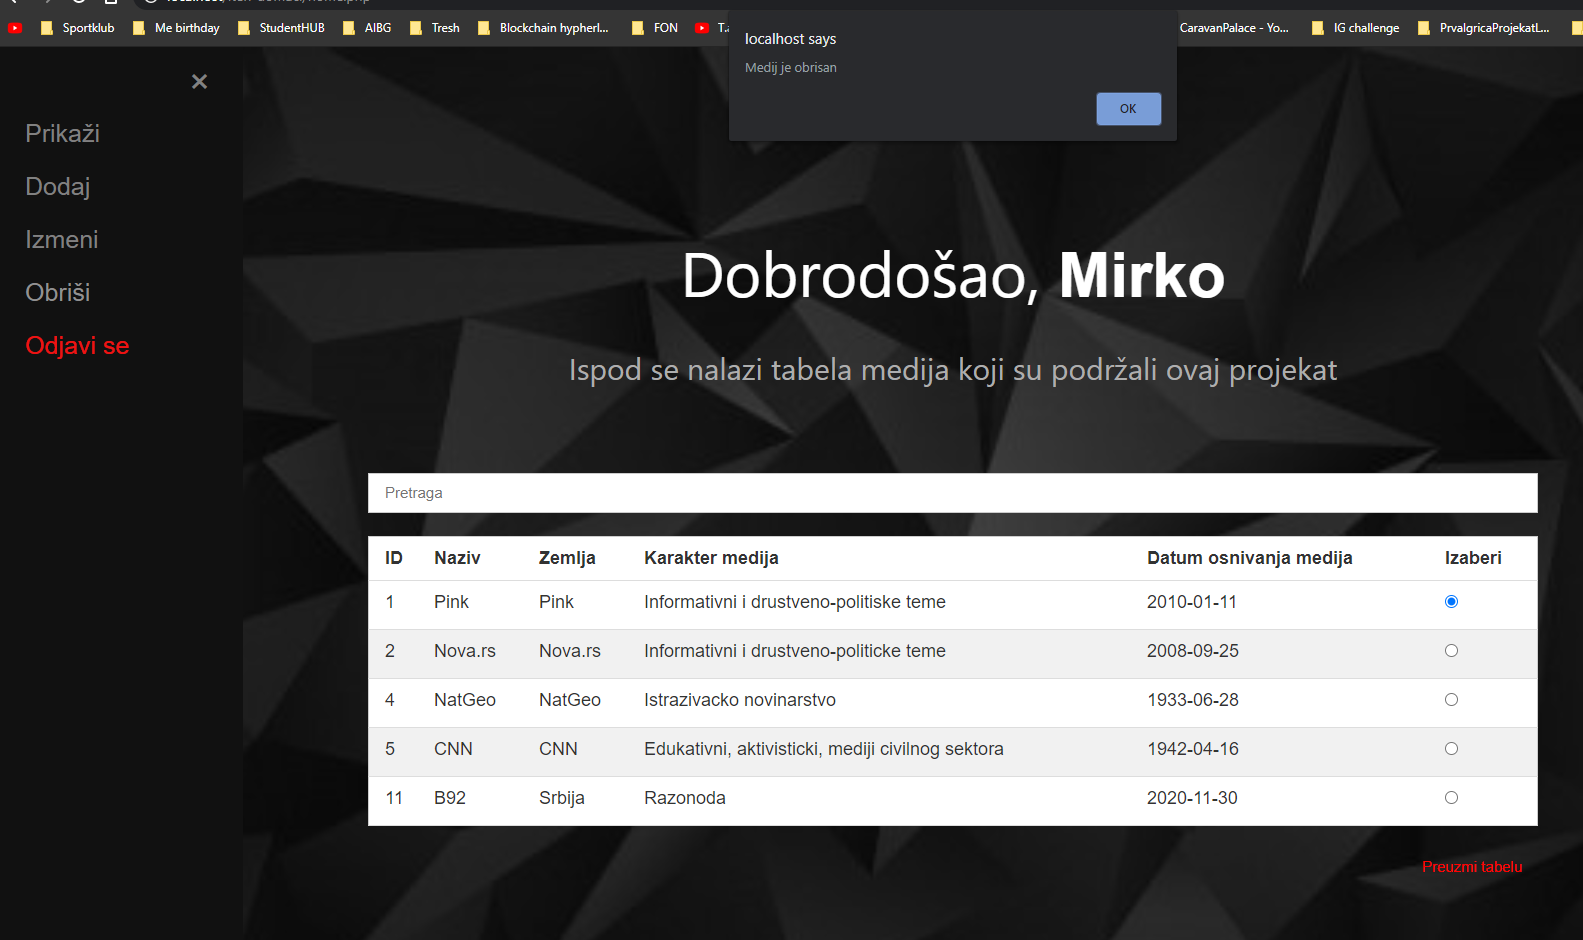 Sportklub Me birthday StudentHUB AIBG Tresh Blockchain hypherl... FON CaravanPalace - Yo... IG challenge PrvaIgricaProjekatL...
localhost says
Medij je obrisan
OK
×
Prikaži
Dodaj
Izmeni
Obriši
Odjavi se
Dobrodošao, Mirko
Ispod se nalazi tabela medija koji su podržali ovaj projekat
Pretraga
ID Naziv Zemlja Karakter medija Datum osnivanja medija Izaberi
1 Pink Pink Informativni i drustveno-politiske teme 2010-01-11
2 Nova.rs Nova.rs Informativni i drustveno-politicke teme 2008-09-25
4 NatGeo NatGeo Istrazivacko novinarstvo 1933-06-28
5 CNN CNN Edukativni, aktivisticki, mediji civilnog sektora 1942-04-16
11 B92 Srbija Razonoda 2020-11-30
Preuzmi tabelu